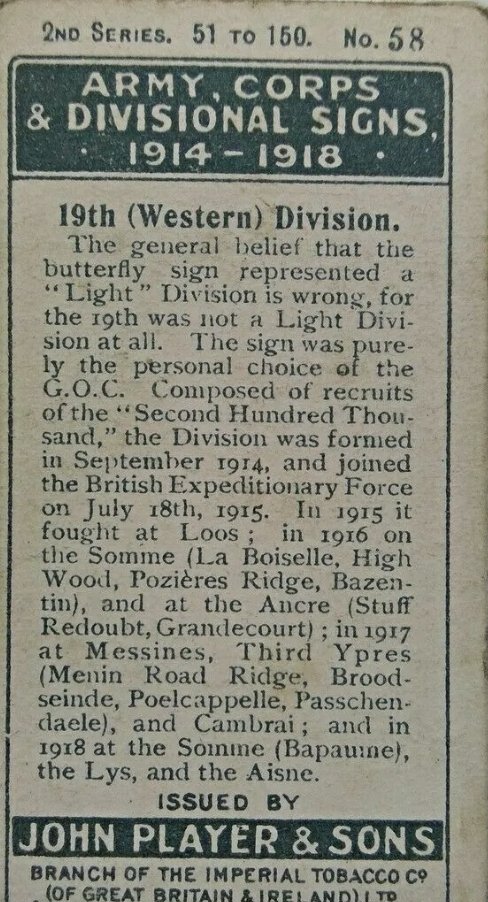 2ND SERIES. 51 TO 150. No. 58
ARMY, CORPS
& DIVISIONAL SIGNS,
· 1914 – 1918 ·
19th (Western) Division.
The general belief that the
butterfly sign represented a
“Light” Division is wrong, for
the 19th was not a Light Divi-
sion at all. The sign was pure-
ly the personal choice of the
G.O.C. Composed of recruits
of the “Second Hundred Thou-
sand,” the Division was formed
in September 1914, and joined
the British Expeditionary Force
on July 18th, 1915. In 1915 it
fought at Loos ; in 1916 on
the Somme (La Boiselle, High
Wood, Pozières Ridge, Bazen-
tin), and at the Ancre (Stuff
Redoubt, Grandecourt) ; in 1917
at Messines, Third Ypres
(Menin Road Ridge, Brood-
seinde, Poelcappelle, Passchen-
daele), and Cambrai ; and in
1918 at the Somme (Bapaume),
the Lys, and the Aisne.
ISSUED BY
JOHN PLAYER & SONS
BRANCH OF THE IMPERIAL TOBACCO Co
(OF GREAT BRITAIN & IRELAND) LTD